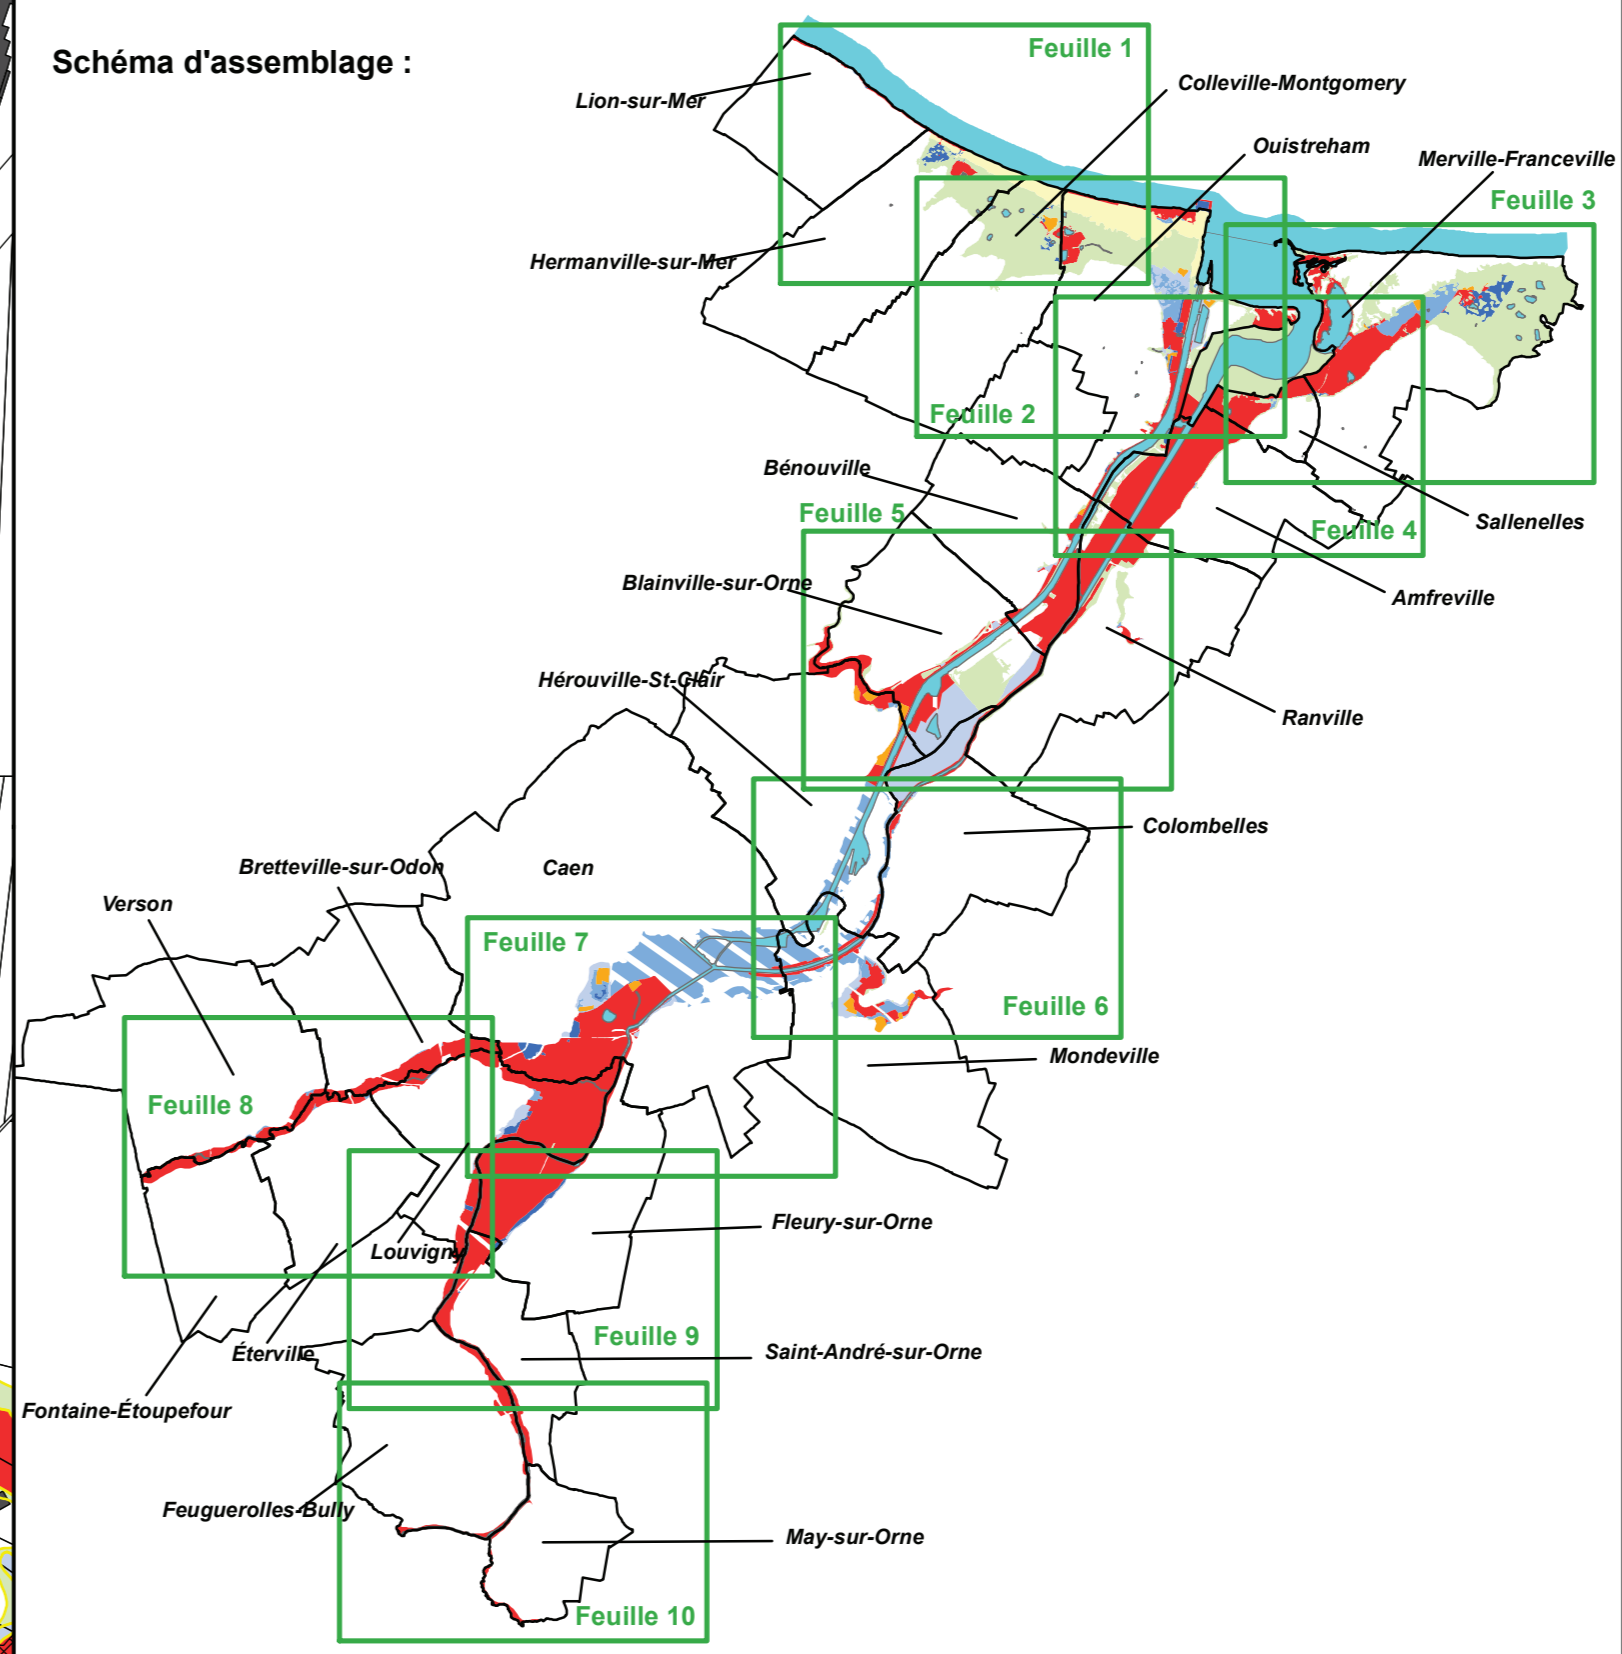 Schéma d'assemblage :
Feuille 1
Colleville-Montgomery
Lion-sur-Mer
Ouistreham
Merville-Franceville
Feuille 3
Hermanville-sur-Mer
Feuille 2
Bénouville
Feuille 5
Sallenelles
Feuille 4
Blainville-sur-Orne
Amfreville
Hérouville-St-Clair
Ranville
Colombelles
Bretteville-sur-Odon
Caen
Verson
Feuille 7
Feuille 6
Mondeville
Feuille 8
Fleury-sur-Orne
Louvigny
Feuille 9
Éterville
Saint-André-sur-Orne
Fontaine-Étoupefour
Feuguerolles-Bully
May-sur-Orne
Feuille 10